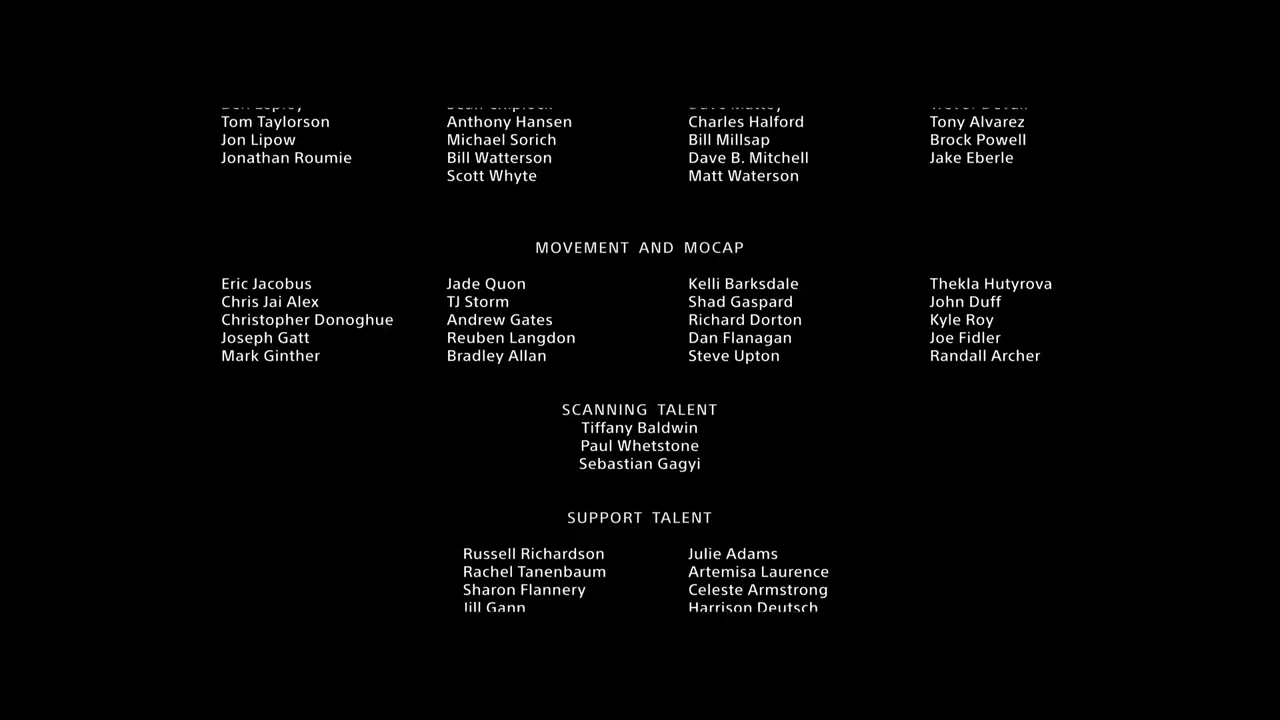 Tom Taylorson Anthony Hansen Charles Halford Tony Alvarez
Jon Lipow Michael Sorich Bill Millsap Brock Powell
Jonathan Roumie Bill Watterson Dave B. Mitchell Jake Eberle
Scott Whyte Matt Waterson
MOVEMENT AND MOCAP
Eric Jacobus Jade Quon Kelli Barksdale Thekla Hutyrova
Chris Jai Alex TJ Storm Shad Gaspard John Duff
Christopher Donoghue Andrew Gates Richard Dorton Kyle Roy
Joseph Gatt Reuben Langdon Dan Flanagan Joe Fidler
Mark Ginther Bradley Allan Steve Upton Randall Archer
SCANNING TALENT
Tiffany Baldwin
Paul Whetstone
Sebastian Gagyi
SUPPORT TALENT
Russell Richardson Julie Adams
Rachel Tanenbaum Artemisa Laurence
Sharon Flannery Celeste Armstrong
Jill Gann Harrison Deutsch